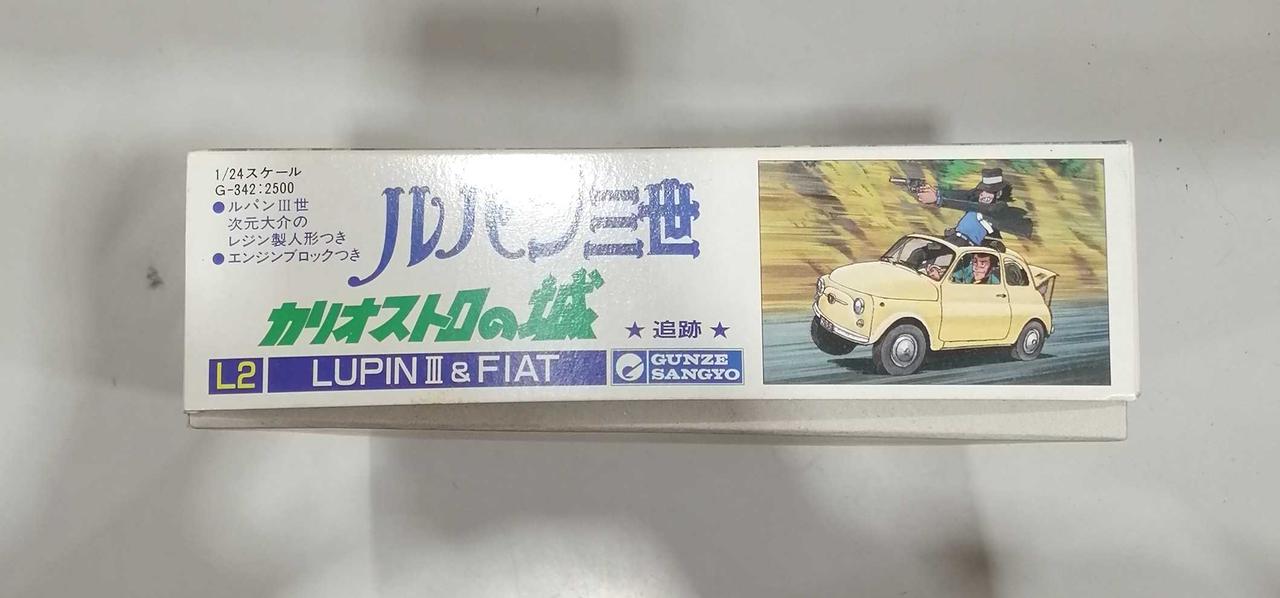 1/24スケール
G-342:2500
●ルパンIII世
次元大介の
レジン製人形つき
●エンジンブロックつき
ルパン三世
カリオストロの城
★ 追跡 ★
L2 LUPIN III & FIAT
GUNZE
SANGYO